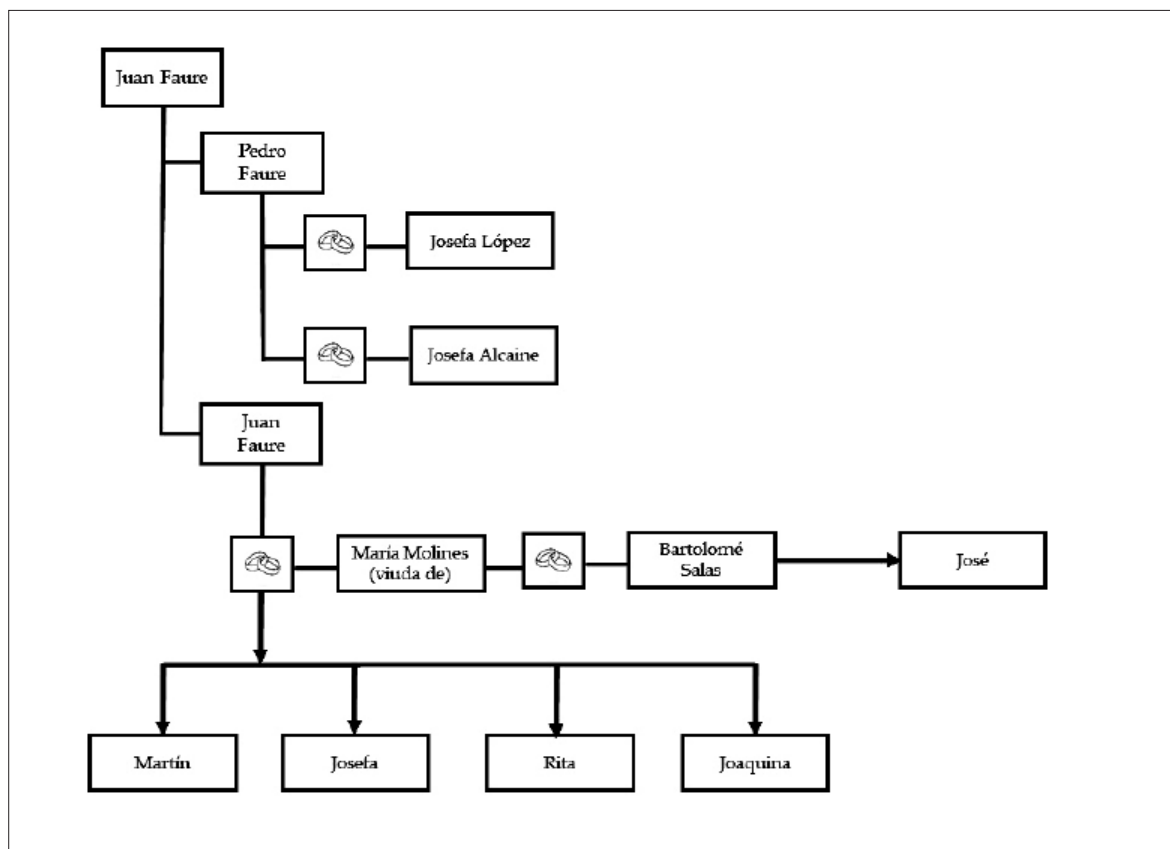 Juan Faure
Pedro
Faure
Josefa López
Josefa Alcaine
Juan
Faure
María Molines
(viuda de)
Bartolomé
Salas
José
Martín
Josefa
Rita
Joaquina